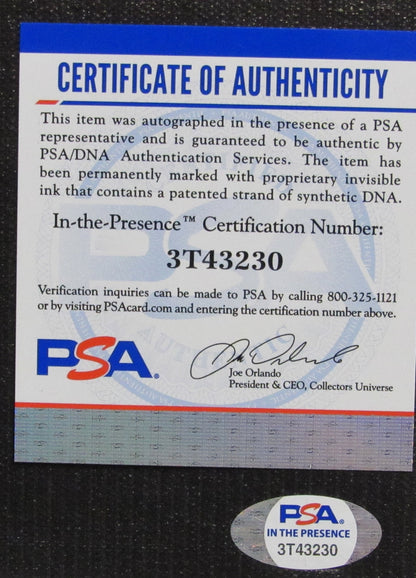 CERTIFICATE OF AUTHENTICITY
This item was autographed in the presence of a PSA
representative and is guaranteed to be authentic by
PSA/DNA Authentication Services. The item has
been permanently marked with proprietary invisible
ink that contains a patented strand of synthetic DNA.
In-the-Presence™ Certification Number:
3T43230
Verification inquiries can be made to PSA by calling 800-325-1121
or by visiting PSAcard.com and entering the certification number above.
PSA®
Joe Orlando
President & CEO, Collectors Universe
PSA®
IN THE PRESENCE
3T43230